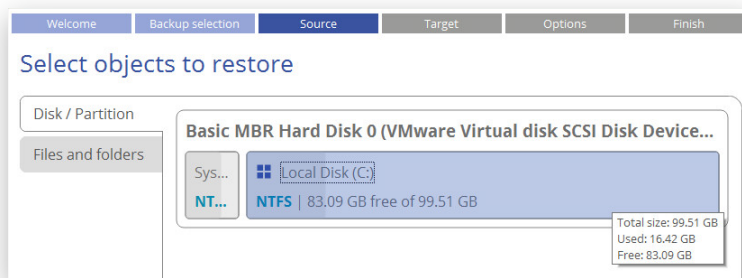 Welcome Backup selection Source Target Options Finish
Select objects to restore
Disk / Partition
Files and folders
Basic MBR Hard Disk 0 (VMware Virtual disk SCSI Disk Device...
Sys... Local Disk (C:)
NT... NTFS | 83.09 GB free of 99.51 GB
Total size: 99.51 GB
Used: 16.42 GB
Free: 83.09 GB